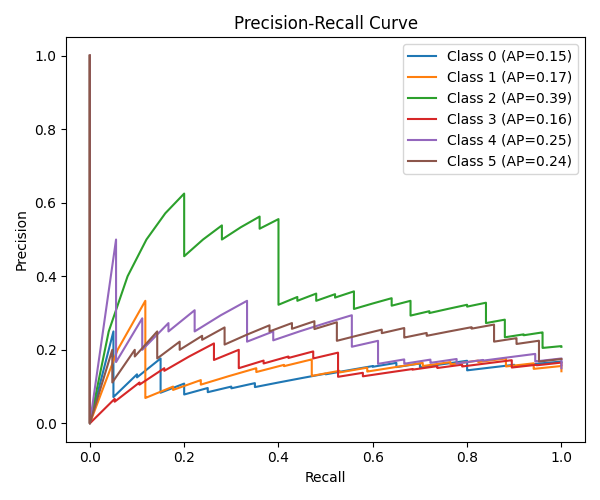 Precision-Recall Curve
Precision
1.0
0.8
0.6
0.4
0.2
0.0
Class 0 (AP=0.15)
Class 1 (AP=0.17)
Class 2 (AP=0.39)
Class 3 (AP=0.16)
Class 4 (AP=0.25)
Class 5 (AP=0.24)
0.0 0.2 0.4 0.6 0.8 1.0
Recall